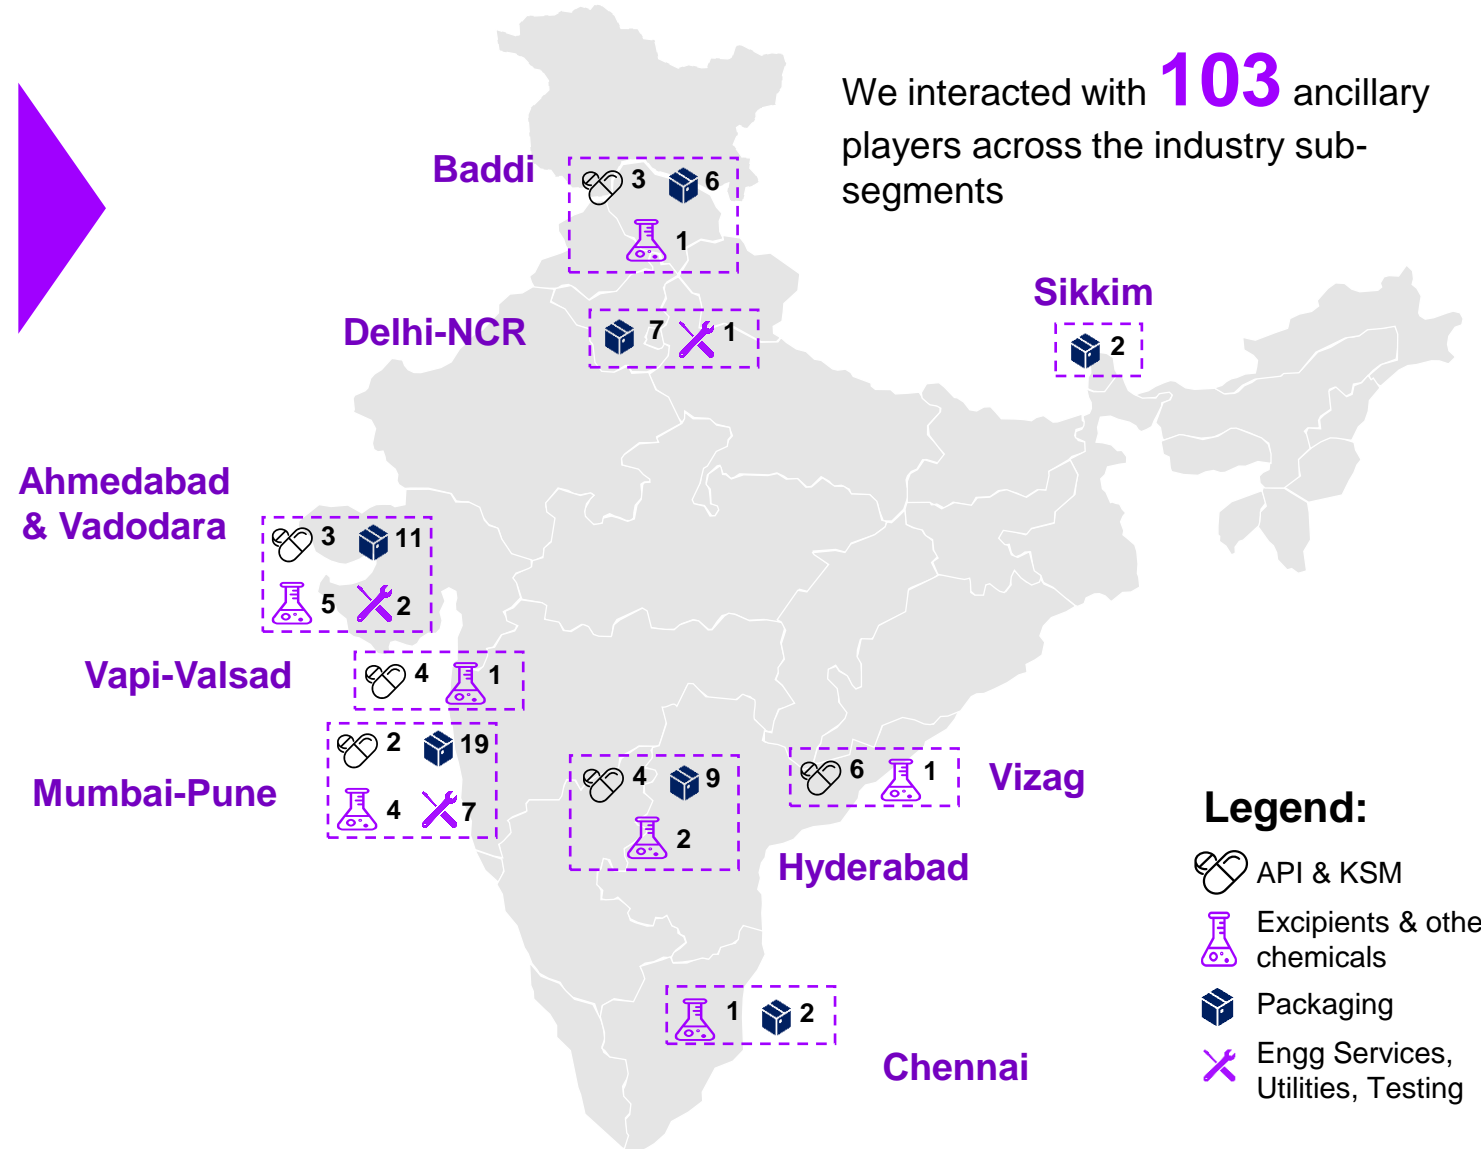 We interacted with 103 ancillary
players across the industry sub-
segments
Baddi
3 6
1
Delhi-NCR
7 1
Sikkim
2
Ahmedabad
& Vadodara
3 11
5 2
Vapi-Valsad
4 1
Mumbai-Pune
2 19
4 7
4 9
2
Hyderabad
6 1
Vizag
1 2
Chennai
Legend:
API & KSM
Excipients & othe
chemicals
Packaging
Engg Services,
Utilities, Testing